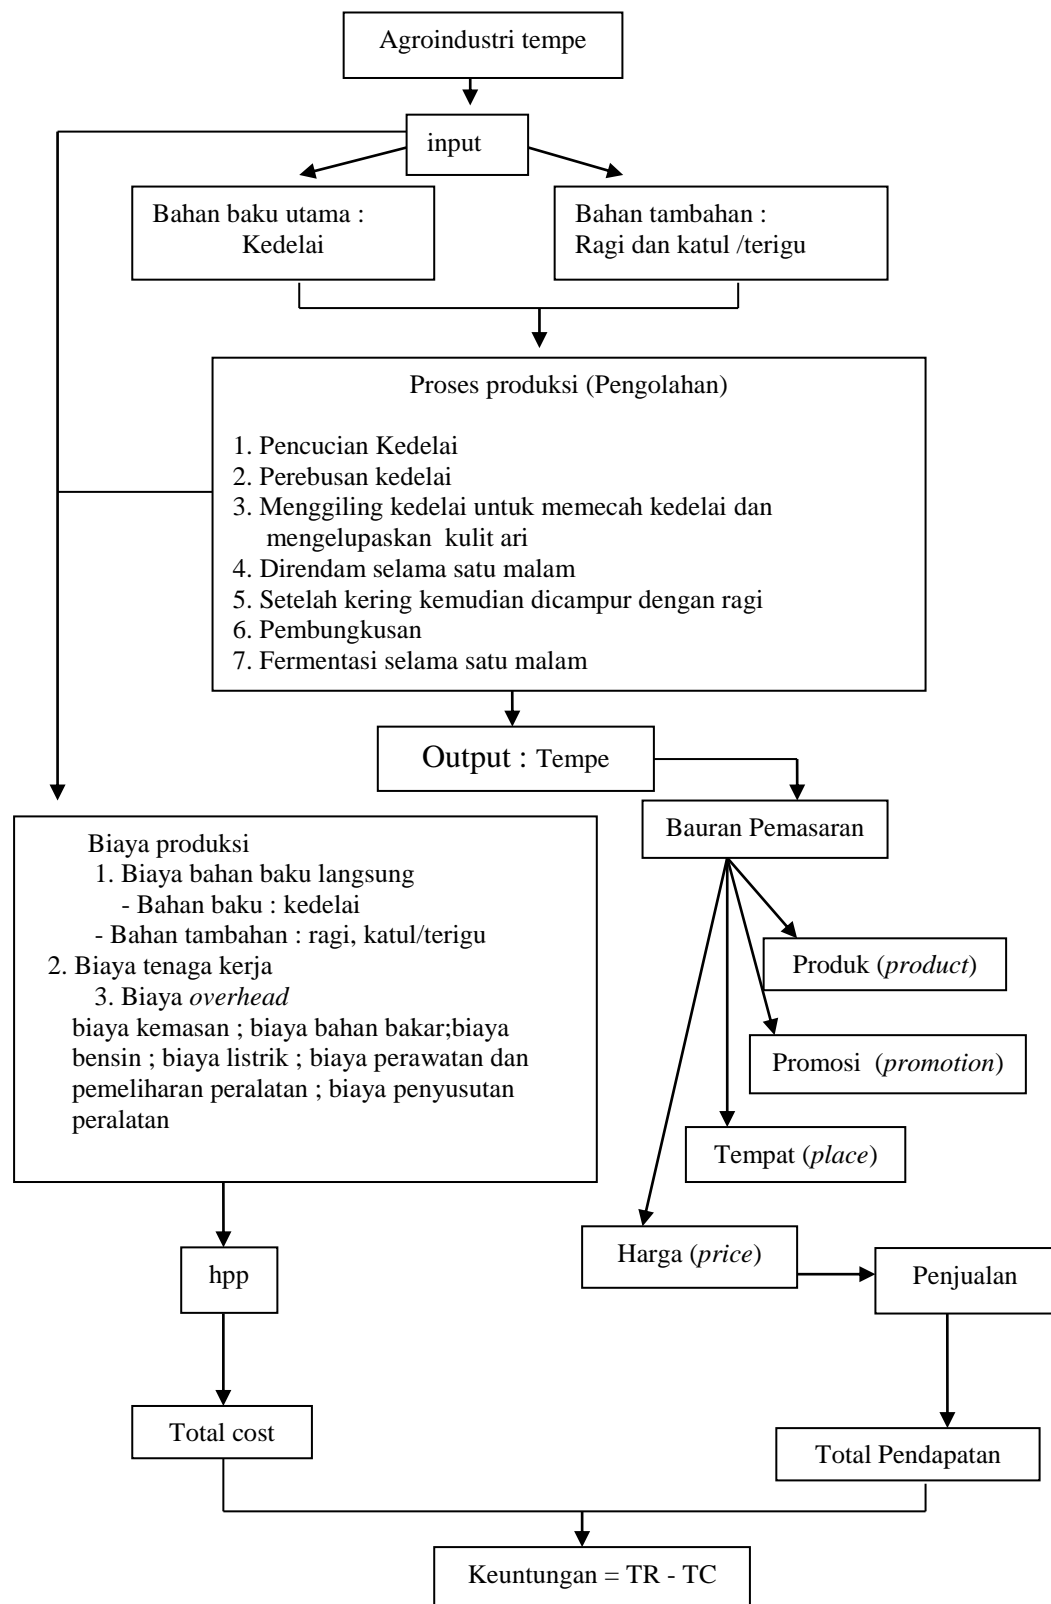 Agroindustri tempe
input
Bahan baku utama :
Kedelai
Bahan tambahan :
Ragi dan katul /terigu
Proses produksi (Pengolahan)
1. Pencucian Kedelai
2. Perebusan kedelai
3. Menggiling kedelai untuk memecah kedelai dan
mengelupaskan kulit ari
4. Direndam selama satu malam
5. Setelah kering kemudian dicampur dengan ragi
6. Pembungkusan
7. Fermentasi selama satu malam
Output : Tempe
Bauran Pemasaran
Biaya produksi
1. Biaya bahan baku langsung
- Bahan baku : kedelai
- Bahan tambahan : ragi, katul/terigu
2. Biaya tenaga kerja
3. Biaya overhead
biaya kemasan ; biaya bahan bakar;biaya
bensin ; biaya listrik ; biaya perawatan dan
pemeliharan peralatan ; biaya penyusutan
peralatan
Produk (product)
Promosi (promotion)
Tempat (place)
Harga (price)
Penjualan
hpp
Total cost
Total Pendapatan
Keuntungan = TR - TC